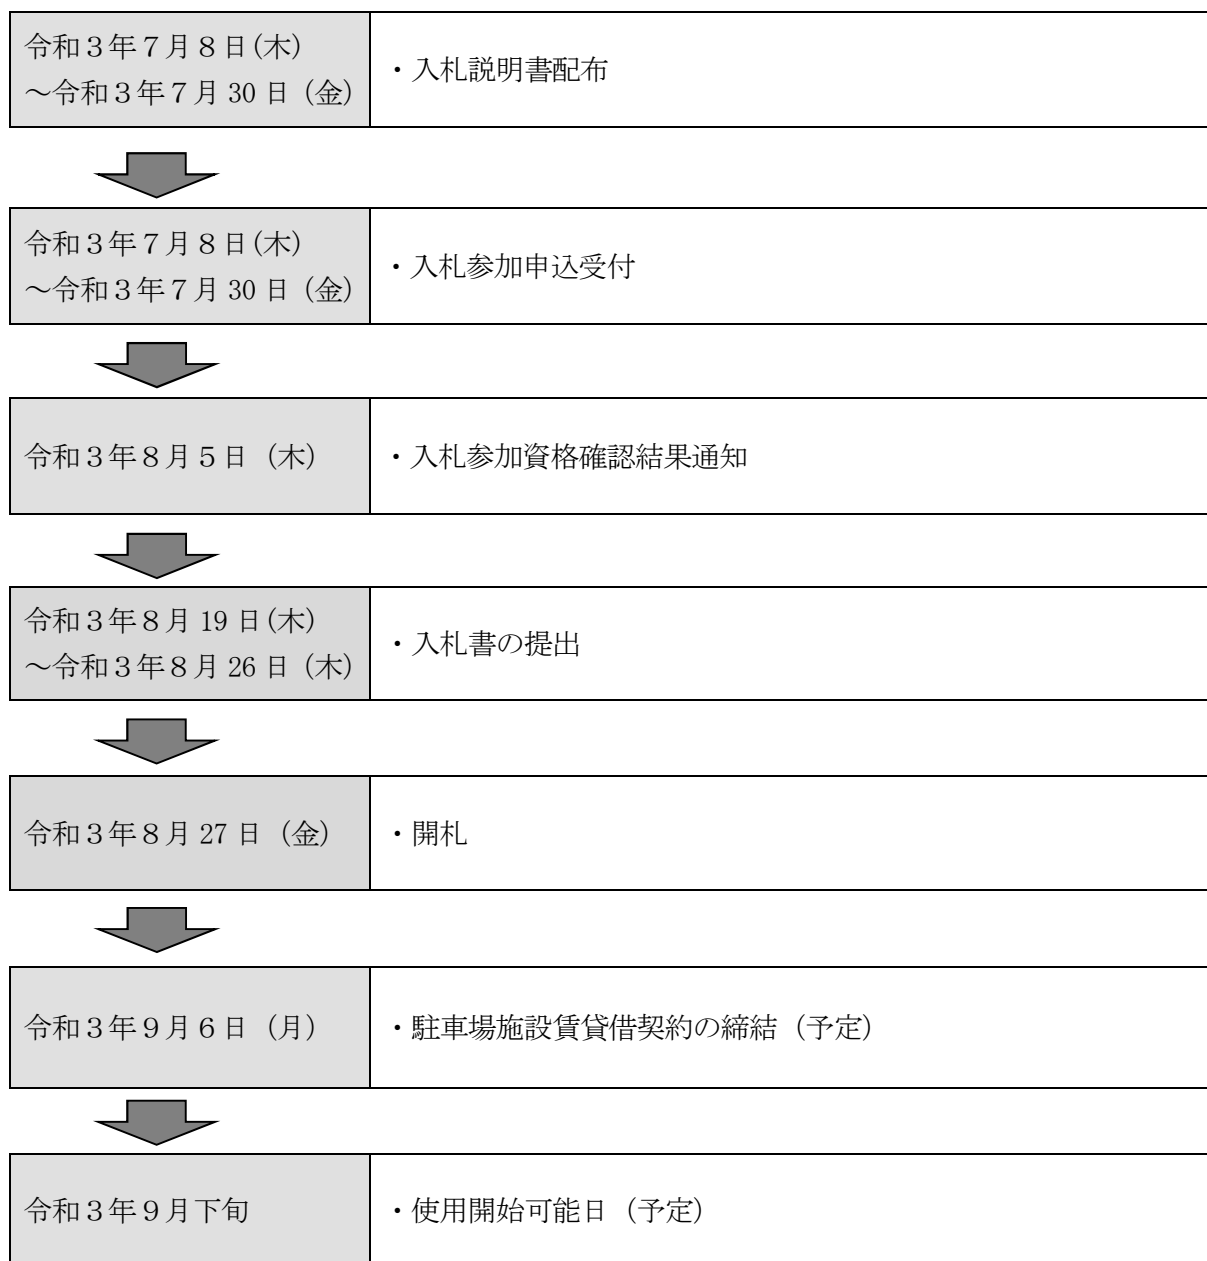 令和３年７月８日(木)
～令和３年７月 30 日（金）
・入札説明書配布
令和３年７月８日(木)
～令和３年７月 30 日（金）
・入札参加申込受付
令和３年８月５日（木）
・入札参加資格確認結果通知
令和３年８月 19 日(木)
～令和３年８月 26 日（木）
・入札書の提出
令和３年８月 27 日（金）
・開札
令和３年９月６日（月）
・駐車場施設賃貸借契約の締結（予定）
令和３年９月下旬
・使用開始可能日（予定）